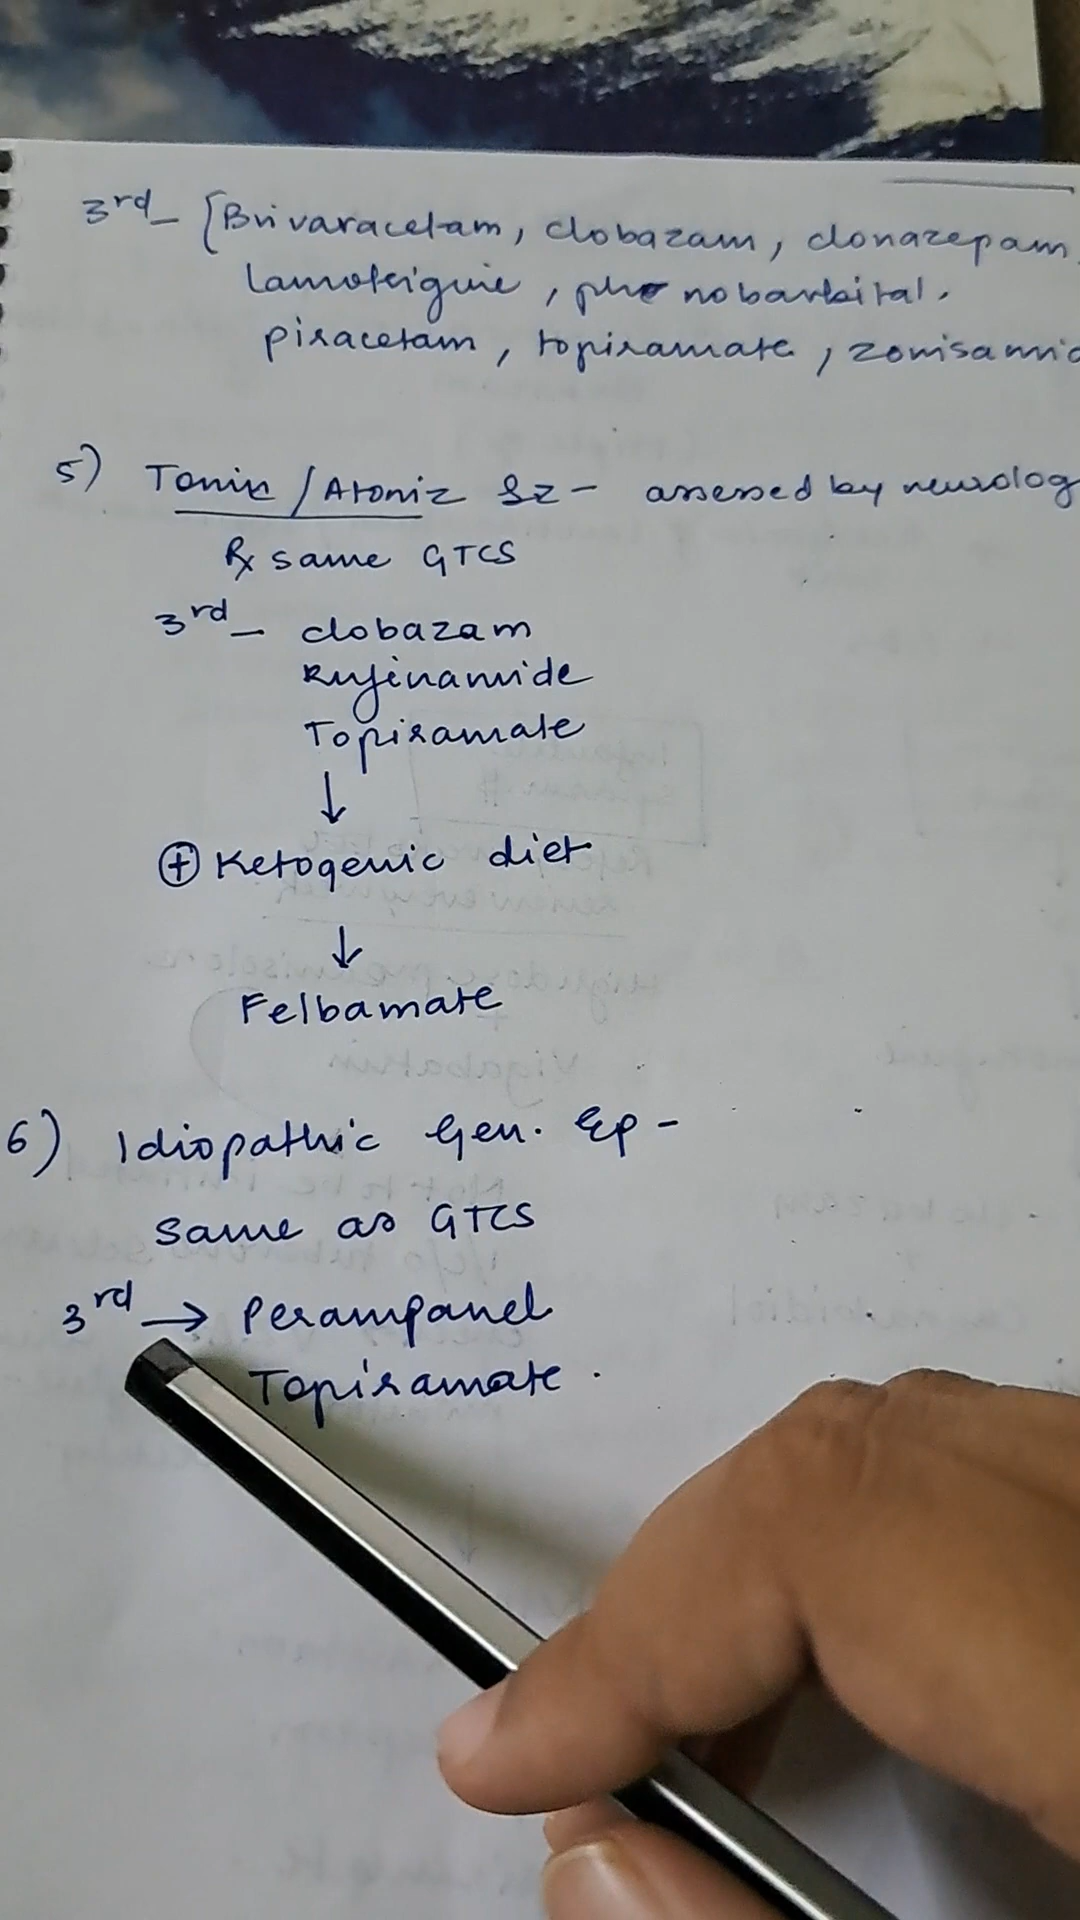 3rd - [Brivaracetam, clobazam, clonazepam,
Lamotrigine, phenobarbital,
piracetam, topiramate, zonisamid
5) Tonic / Atonic Sz - assessed by neurolog
Rx same GTCS
3rd - clobazam
Rufinamide
Topiramate
↓
⊕ Ketogenic diet
↓
Felbamate
6) Idiopathic Gen. Ep -
same as GTCS
3rd → Perampanel
Topiramate.